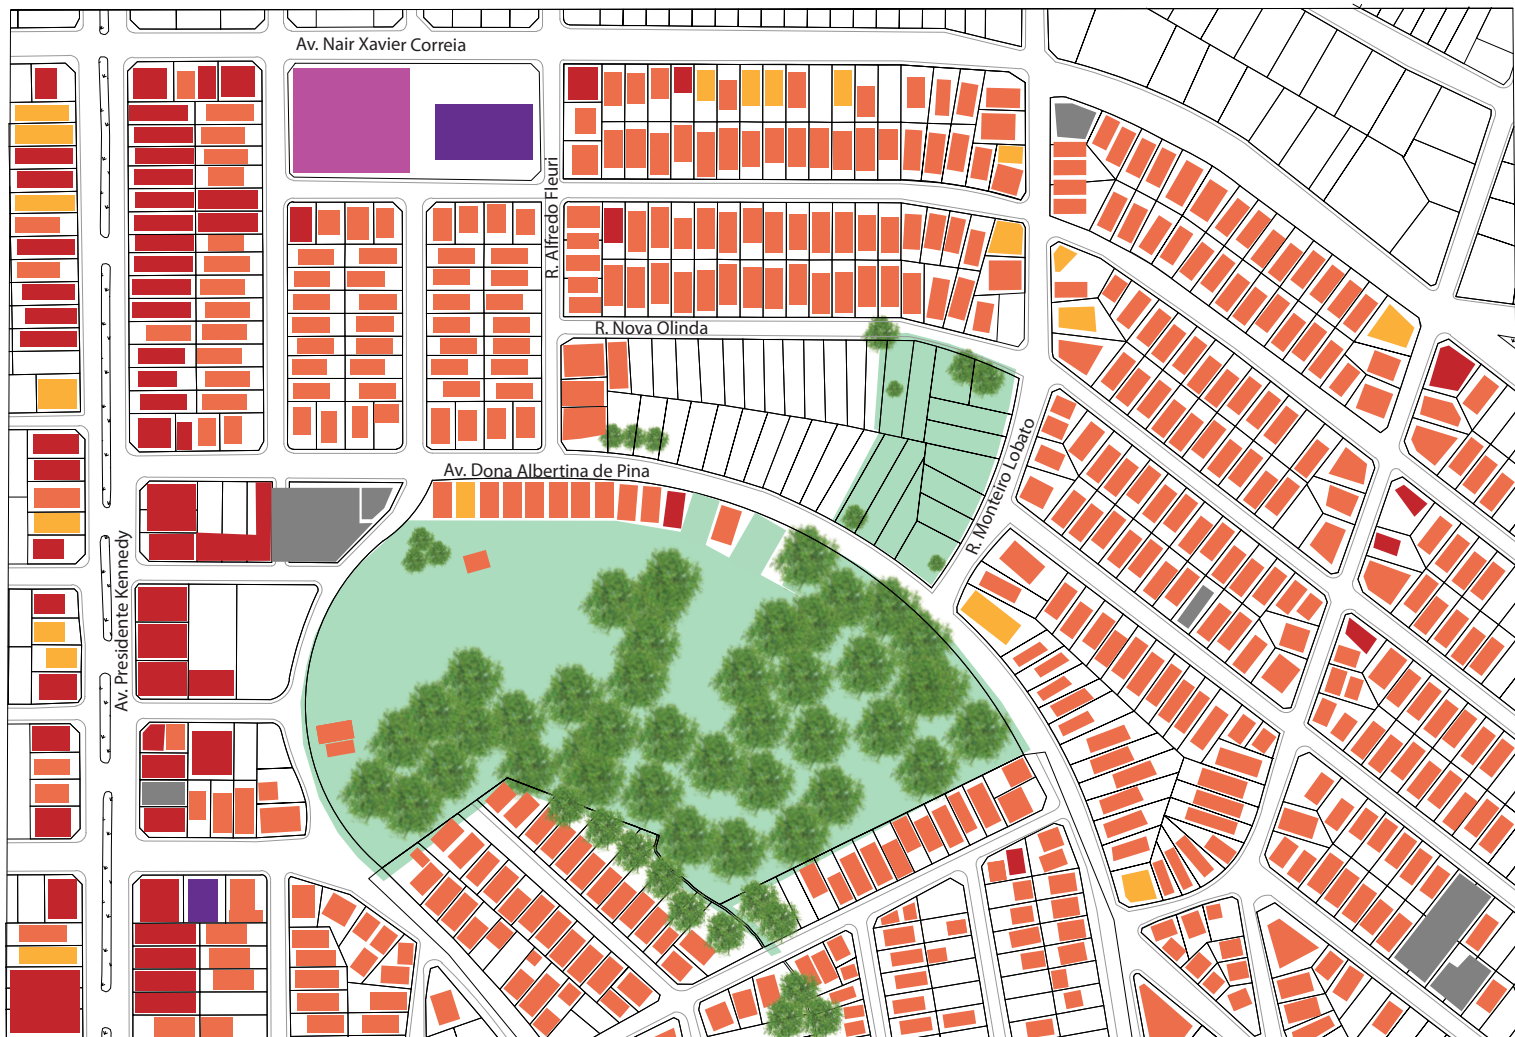 Av. Nair Xavier Correia
R. Alfredo Fleuri
R. Nova Olinda
R. Monteiro Lobato
Av. Dona Albertina de Pina
Av. Presidente Kennedy